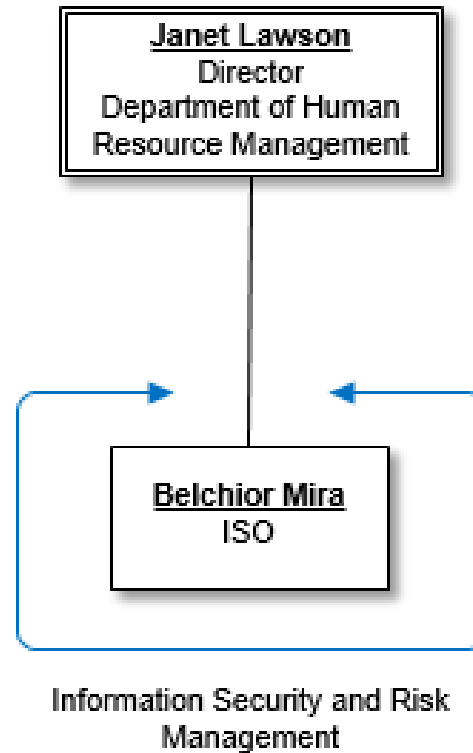 Janet Lawson
Director
Department of Human
Resource Management
Belchior Mira
ISO
Information Security and Risk
Management